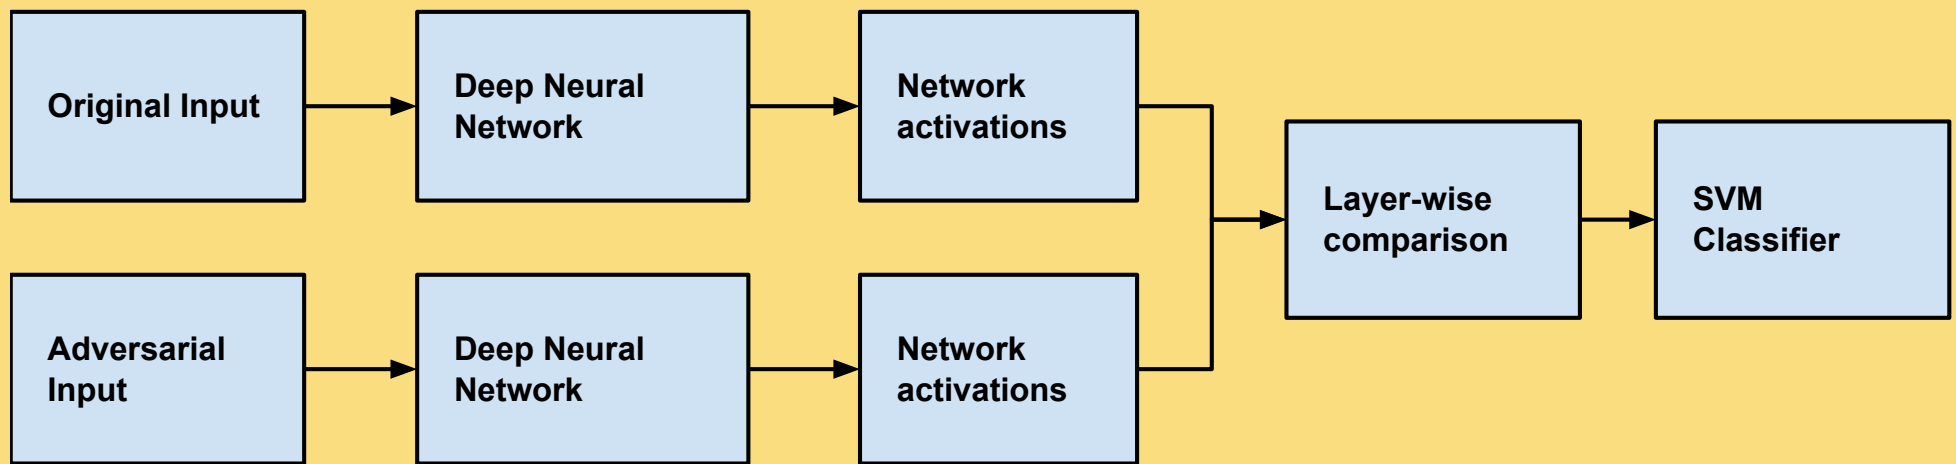 Original Input
Deep Neural
Network
Network
activations
Layer-wise
comparison
SVM
Classifier
Adversarial
Input
Deep Neural
Network
Network
activations